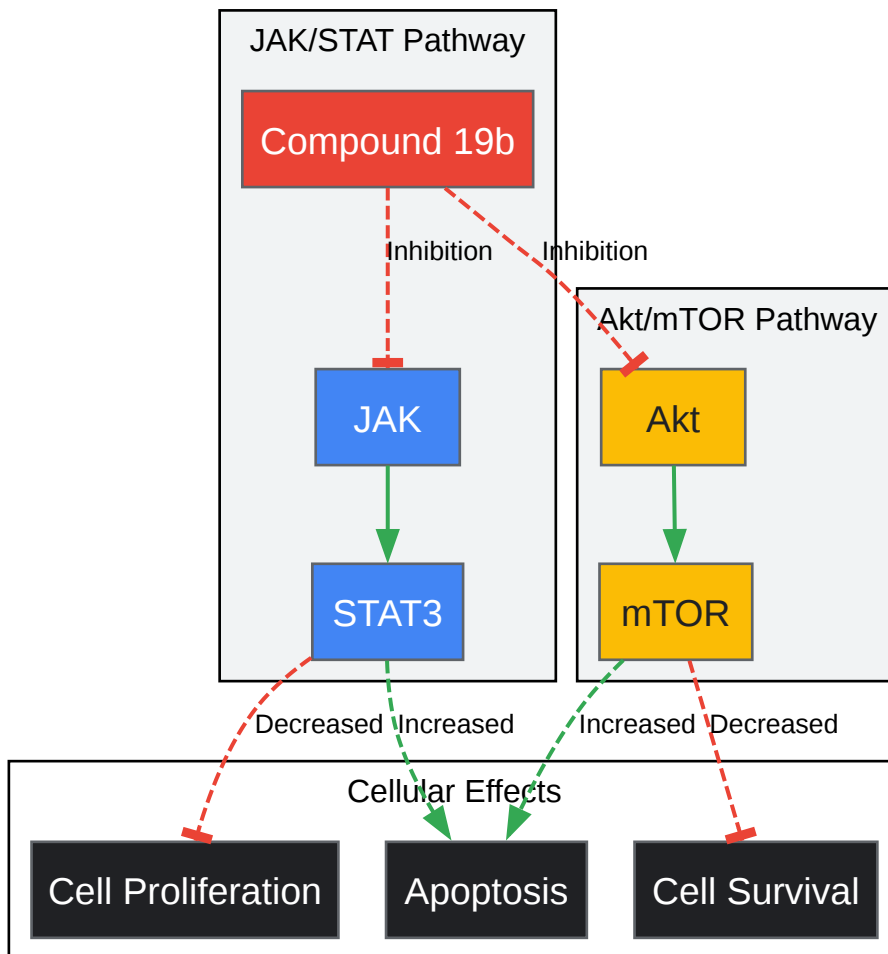 JAK/STAT Pathway
Compound 19b
Inhibition
Inhibition
Akt/mTOR Pathway
JAK
Akt
STAT3
mTOR
Decreased
Increased
Increased
Decreased
Cellular Effects
Cell Proliferation
Apoptosis
Cell Survival